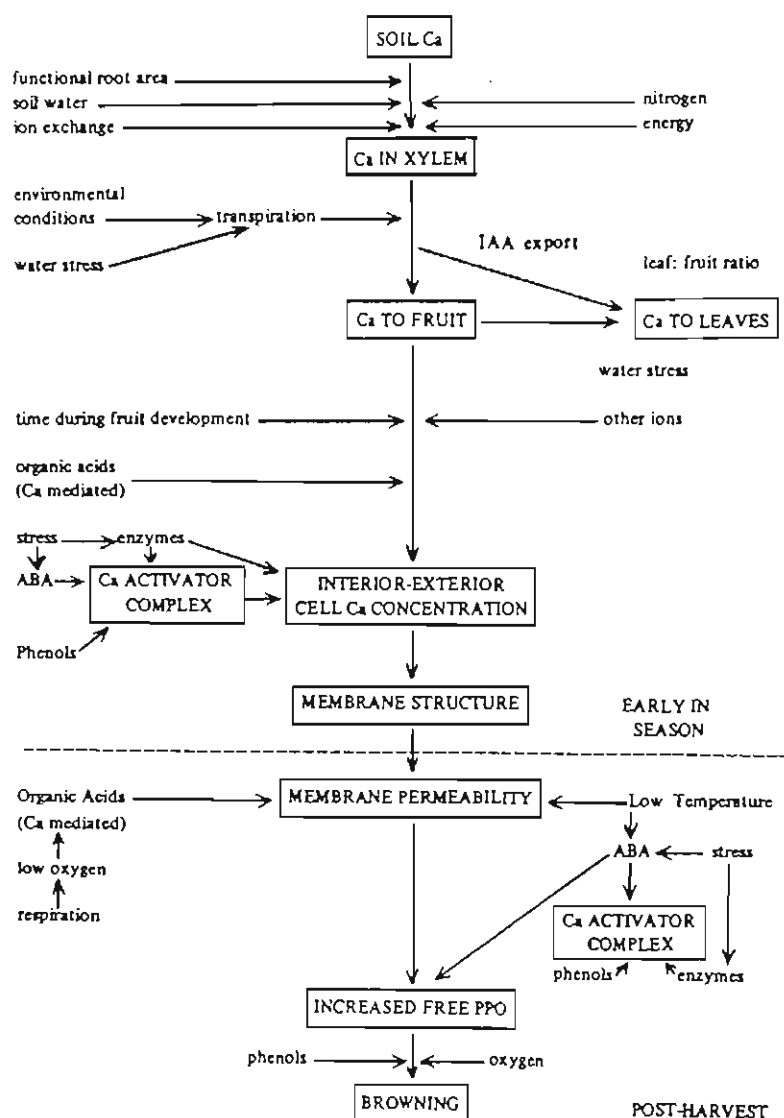 SOIL Ca
functional root area
soil water
nitrogen
ion exchange
energy
Ca IN XYLEM
environmental
conditions
transpiration
IAA export
water stress
leaf: fruit ratio
Ca TO FRUIT
Ca TO LEAVES
water stress
time during fruit development
other ions
organic acids
(Ca mediated)
stress
enzymes
ABA
Ca ACTIVATOR
COMPLEX
INTERIOR-EXTERIOR
CELL Ca CONCENTRATION
Phenols
MEMBRANE STRUCTURE
EARLY IN
SEASON
Organic Acids
(Ca mediated)
MEMBRANE PERMEABILITY
Low Temperature
low oxygen
ABA
stress
respiration
Ca ACTIVATOR
COMPLEX
phenols
enzymes
INCREASED FREE PPO
phenols
oxygen
BROWNING
POST-HARVEST